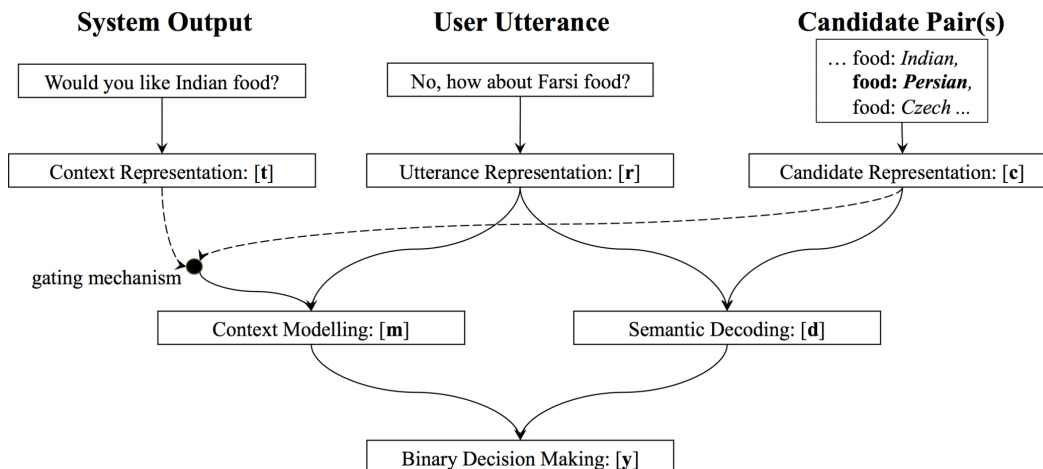 System Output
User Utterance
Candidate Pair(s)
Would you like Indian food?
No, how about Farsi food?
... food: Indian,
food: Persian,
food: Czech ...
Context Representation: [t]
Utterance Representation: [r]
Candidate Representation: [c]
gating mechanism
Context Modelling: [m]
Semantic Decoding: [d]
Binary Decision Making: [y]